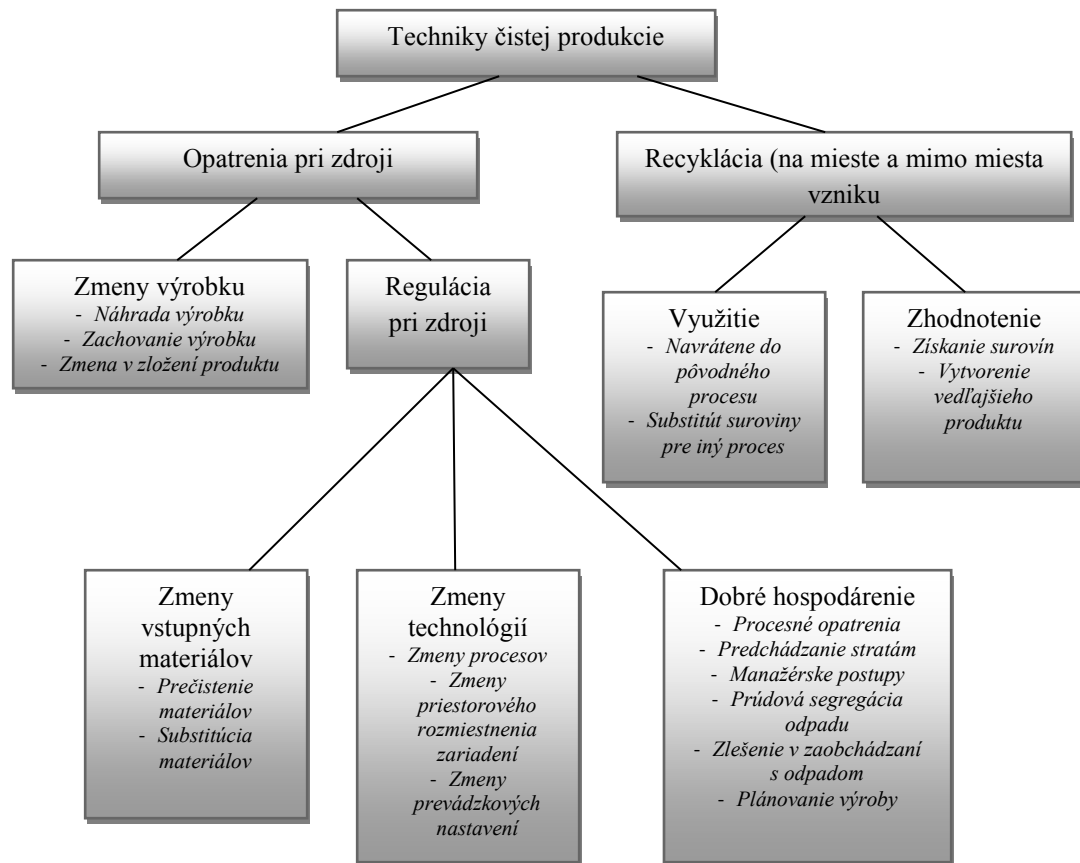 Techniky čistej produkcie
Opatrenia pri zdroji
Recyklácia (na mieste a mimo miesta
vzniku
Zmeny výrobku
- Náhrada výrobku
- Zachovanie výrobku
- Zmena v zložení produktu
Regulácia
pri zdroji
Využitie
- Navrátene do
pôvodného
procesu
- Substitút suroviny
pre iný proces
Zhodnotenie
- Získanie surovín
- Vytvorenie
vedľajšieho
produktu
Zmeny
vstupných
materiálov
- Prečistenie
materiálov
- Substitúcia
materiálov
Zmeny
technológií
- Zmeny procesov
- Zmeny
priestorového
rozmiestnenia
zariadení
- Zmeny
prevádzkových
nastavení
Dobré hospodárenie
- Procesné opatrenia
- Predchádzanie stratám
- Manažérske postupy
- Prúdová segregácia
odpadu
- Zlešenie v zaobchádzaní
s odpadom
- Plánovanie výroby